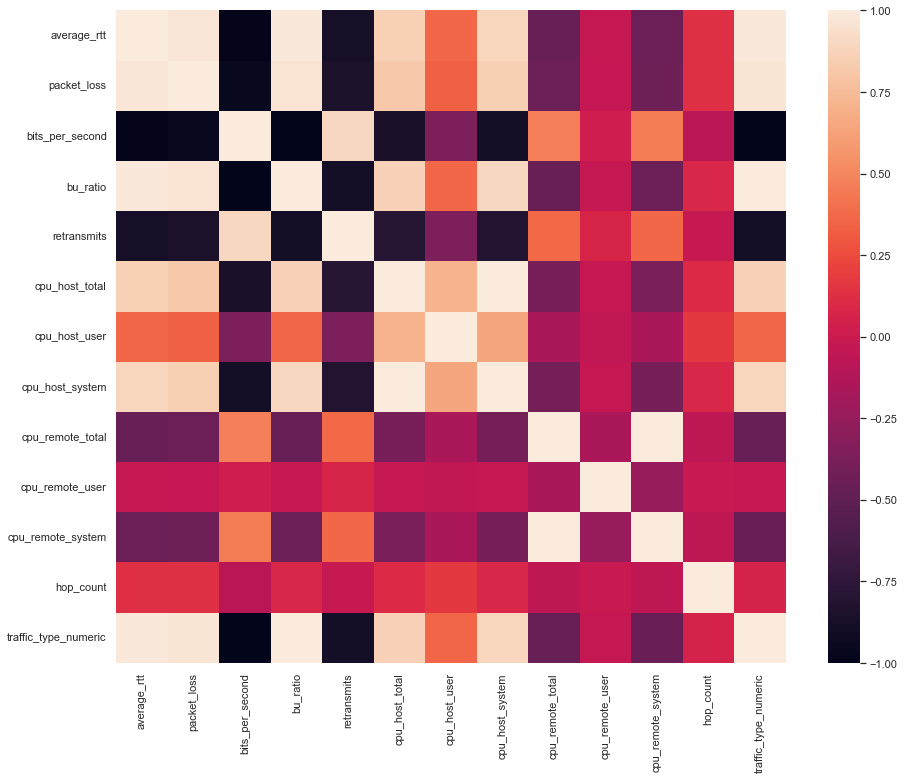 average_rtt
packet_loss
bits_per_second
bu_ratio
retransmits
cpu_host_total
cpu_host_user
cpu_host_system
cpu_remote_total
cpu_remote_user
cpu_remote_system
hop_count
traffic_type_numeric
average_rtt
packet_loss
bits_per_second
bu_ratio
retransmits
cpu_host_total
cpu_host_user
cpu_host_system
cpu_remote_total
cpu_remote_user
cpu_remote_system
hop_count
traffic_type_numeric
1.00
0.75
0.50
0.25
0.00
−0.25
−0.50
−0.75
−1.00